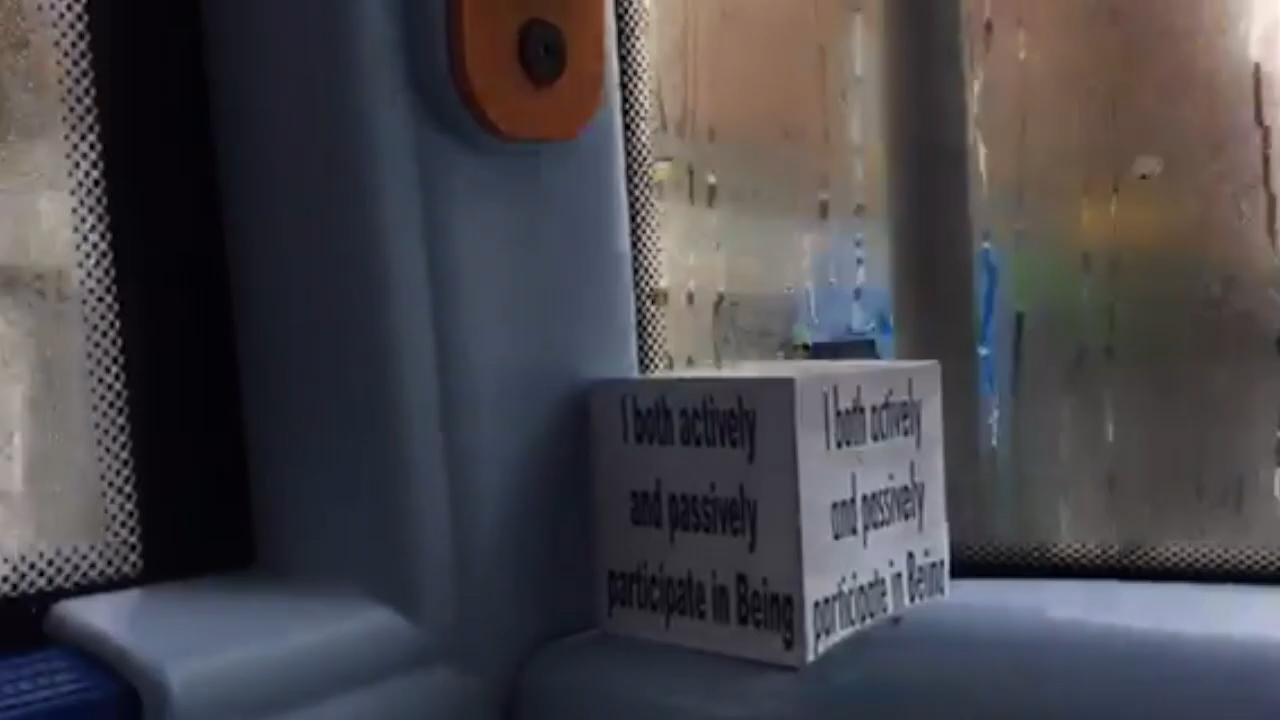 I both actively
and passively
participate in Being
I both actively
and passively
participate in Being